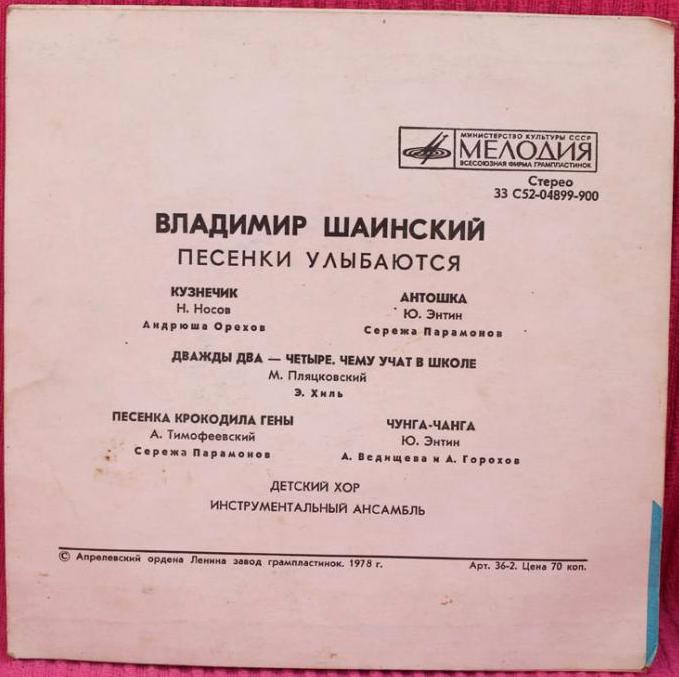 МИНИСТЕРСТВО КУЛЬТУРЫ СССР
МЕЛОДИЯ
ВСЕСОЮЗНАЯ ФИРМА ГРАМПЛАСТИНОК
Стерео
33 С52-04899-900
ВЛАДИМИР ШАИНСКИЙ
ПЕСЕНКИ УЛЫБАЮТСЯ
КУЗНЕЧИК
Н. Носов
Андрюша Орехов
АНТОШКА
Ю. Энтин
Сережа Парамонов
ДВАЖДЫ ДВА — ЧЕТЫРЕ. ЧЕМУ УЧАТ В ШКОЛЕ
М. Пляцковский
Э. Хиль
ПЕСЕНКА КРОКОДИЛА ГЕНЫ
А. Тимофеевский
Сережа Парамонов
ЧУНГА-ЧАНГА
Ю. Энтин
А. Ведищева и А. Горохов
ДЕТСКИЙ ХОР
ИНСТРУМЕНТАЛЬНЫЙ АНСАМБЛЬ
© Апрелевский ордена Ленина завод грампластинок. 1978 г. Арт. 36-2. Цена 70 коп.